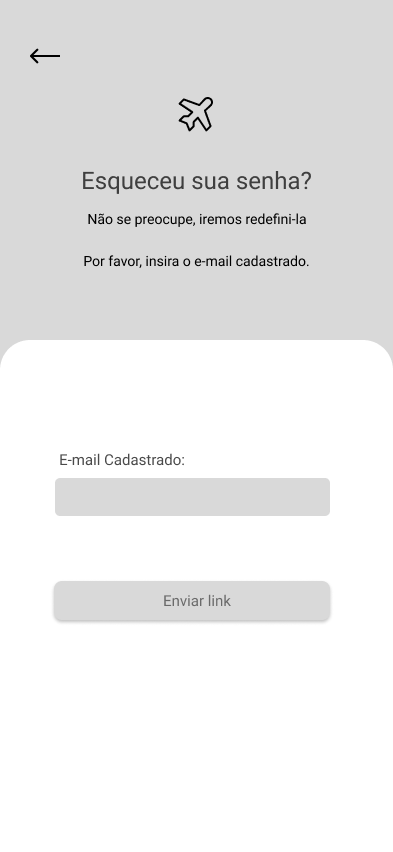 Esqueceu sua senha?
Não se preocupe, iremos redefini-la
Por favor, insira o e-mail cadastrado.
E-mail Cadastrado:
Enviar link